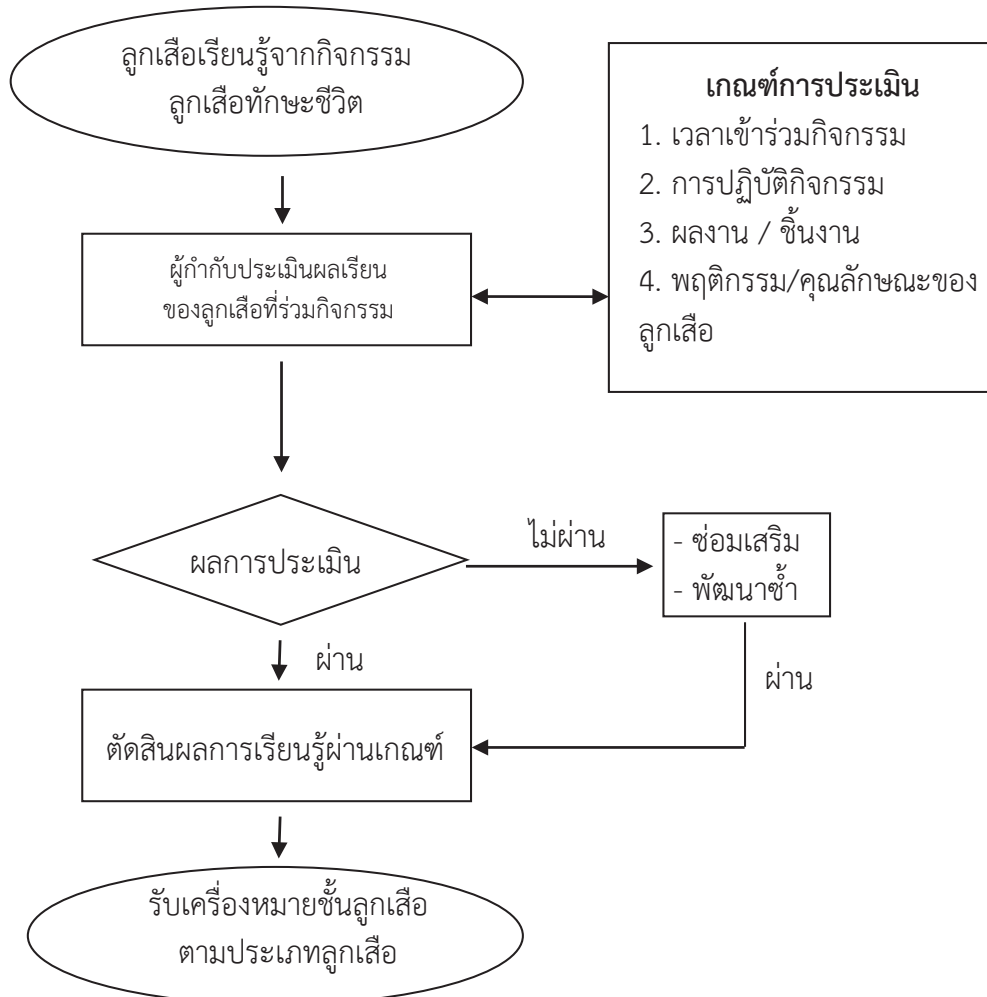 ลูกเสือเรียนรู้จากกิจกรรม
ลูกเสือทักษะชีวิต
เกณฑ์การประเมิน
1. เวลาเข้าร่วมกิจกรรม
2. การปฏิบัติกิจกรรม
3. ผลงาน / ชิ้นงาน
4. พฤติกรรม/คุณลักษณะของ
ลูกเสือ
ผู้กำกับประเมินผลเรียน
ของลูกเสือที่ร่วมกิจกรรม
ผลการประเมิน
ไม่ผ่าน
- ซ่อมเสริม
- พัฒนาซ้ำ
ผ่าน
ผ่าน
ตัดสินผลการเรียนรู้ผ่านเกณฑ์
รับเครื่องหมายชั้นลูกเสือ
ตามประเภทลูกเสือ